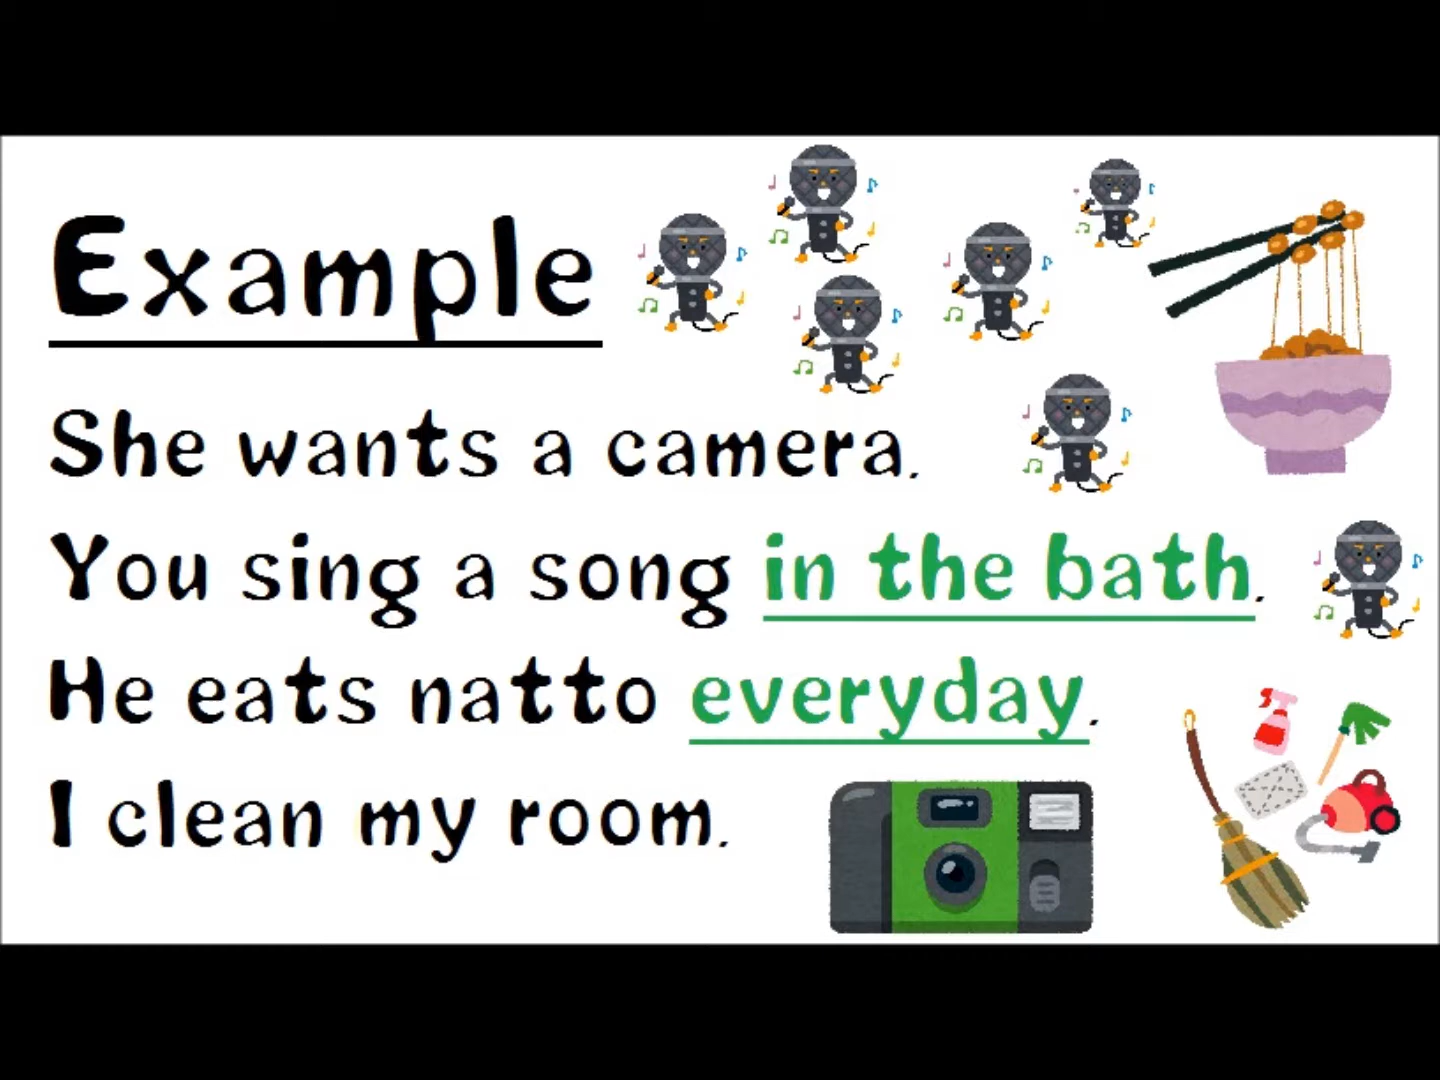 Example
She wants a camera.
You sing a song in the bath.
He eats natto everyday.
I clean my room.